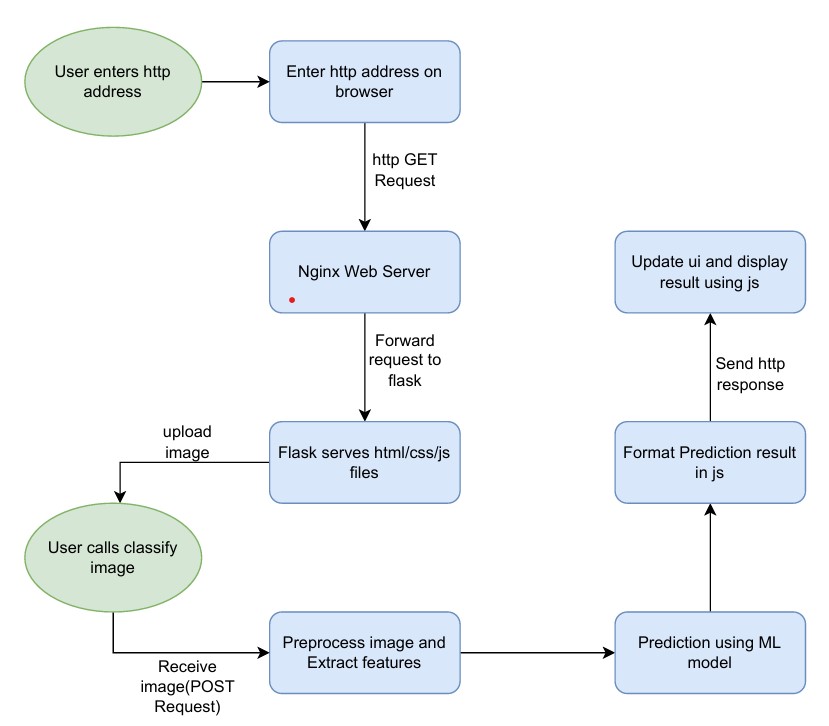 User enters http
address
Enter http address on
browser
http GET
Request
Nginx Web Server
Update ui and display
result using js
Forward
request to
flask
Send http
response
upload
image
Flask serves html/css/js
files
Format Prediction result
in js
User calls classify
image
Preprocess image and
Extract features
Prediction using ML
model
Receive
image(POST
Request)